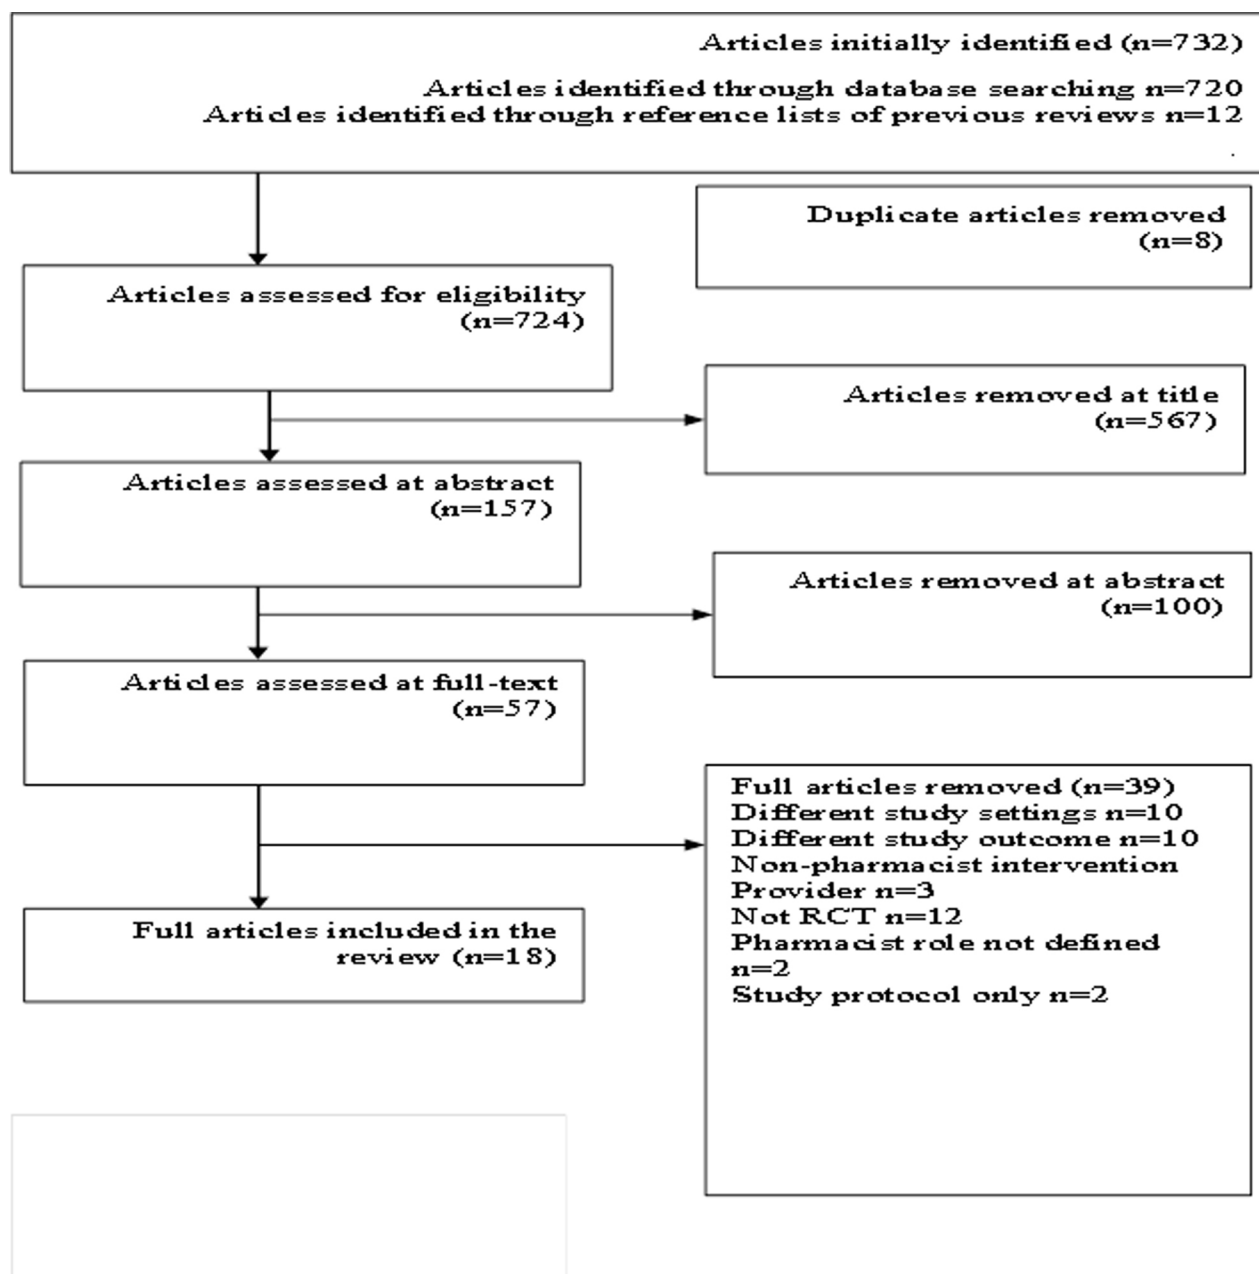 Articles initially identified (n=732)
Articles identified through database searching n=720
Articles identified through reference lists of previous reviews n=12
.
Duplicate articles removed
(n=8)
Articles assessed for eligibility
(n=724)
Articles removed at title
(n=567)
Articles assessed at abstract
(n=157)
Articles removed at abstract
(n=100)
Articles assessed at full-text
(n=57)
Full articles removed (n=39)
Different study settings n=10
Different study outcome n=10
Non-pharmacist intervention
Provider n=3
Not RCT n=12
Pharmacist role not defined
n=2
Study protocol only n=2
Full articles included in the
review (n=18)